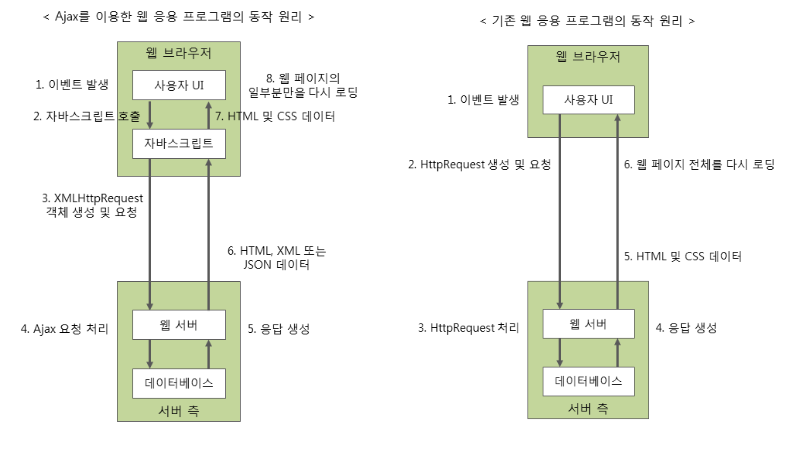 < Ajax를 이용한 웹 응용 프로그램의 동작 원리 >
웹 브라우저
1. 이벤트 발생
사용자 UI
8. 웹 페이지의
일부분만을 다시 로딩
2. 자바스크립트 호출
7. HTML 및 CSS 데이터
자바스크립트
3. XMLHttpRequest
객체 생성 및 요청
6. HTML, XML 또는
JSON 데이터
4. Ajax 요청 처리
웹 서버
5. 응답 생성
데이터베이스
서버 측
< 기존 웹 응용 프로그램의 동작 원리 >
웹 브라우저
1. 이벤트 발생
사용자 UI
2. HttpRequest 생성 및 요청
6. 웹 페이지 전체를 다시 로딩
5. HTML 및 CSS 데이터
3. HttpRequest 처리
웹 서버
4. 응답 생성
데이터베이스
서버 측